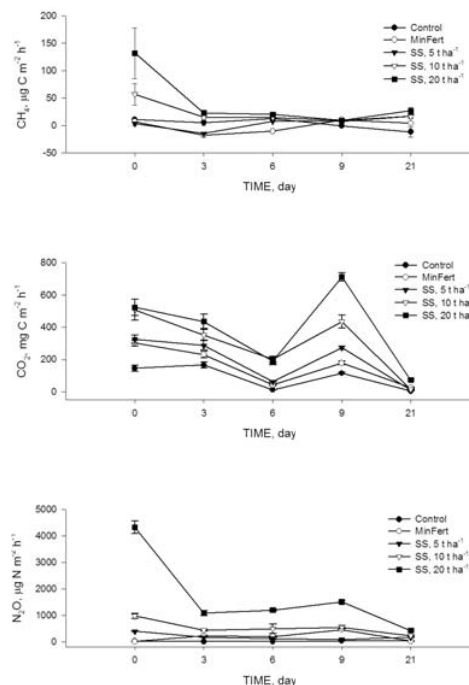 200
150
100
50
0
-50
CH₄, µg C m⁻² h⁻¹
Control
MinFert
SS, 5 t ha⁻¹
SS, 10 t ha⁻¹
SS, 20 t ha⁻¹
0 3 6 9 21
TIME, day
800
600
400
200
0
CO₂, mg C m⁻² h⁻¹
Control
MinFert
SS, 5 t ha⁻¹
SS, 10 t ha⁻¹
SS, 20 t ha⁻¹
0 3 6 9 21
TIME, day
5000
4000
3000
2000
1000
0
N₂O, µg N m⁻² h⁻¹
Control
MinFert
SS, 5 t ha⁻¹
SS, 10 t ha⁻¹
SS, 20 t ha⁻¹
0 3 6 9 21
TIME, day